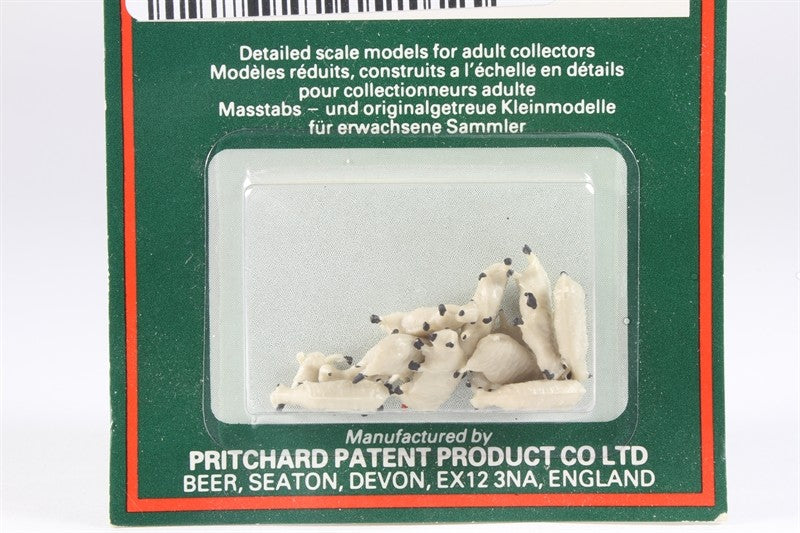 Detailed scale models for adult collectors
Modèles réduits, construits a l'échelle en détails
pour collectionneurs adulte
Masstabs – und originalgetreue Kleinmodelle
für erwachsene Sammler
Manufactured by
PRITCHARD PATENT PRODUCT CO LTD
BEER, SEATON, DEVON, EX12 3NA, ENGLAND